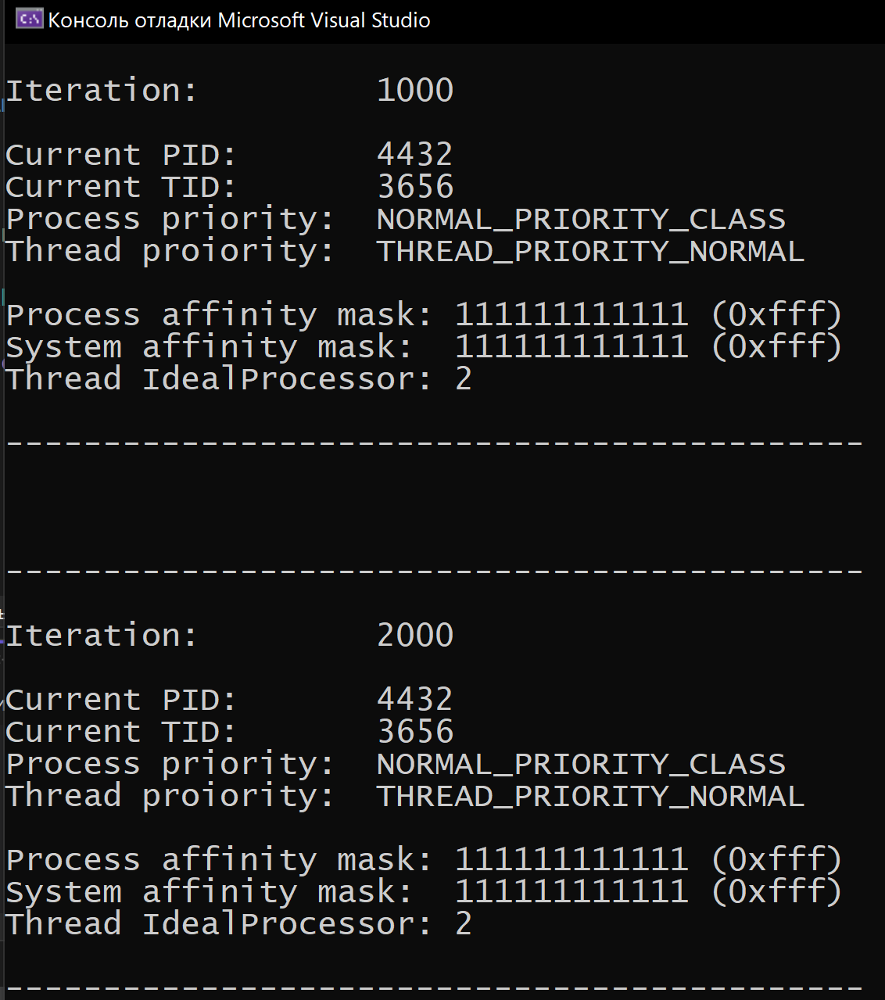 Консоль отладки Microsoft Visual Studio
Iteration: 1000
Current PID: 4432
Current TID: 3656
Process priority: NORMAL_PRIORITY_CLASS
Thread proiority: THREAD_PRIORITY_NORMAL
Process affinity mask: 111111111111 (0xfff)
System affinity mask: 111111111111 (0xfff)
Thread IdealProcessor: 2
--------------------------------------------
--------------------------------------------
Iteration: 2000
Current PID: 4432
Current TID: 3656
Process priority: NORMAL_PRIORITY_CLASS
Thread proiority: THREAD_PRIORITY_NORMAL
Process affinity mask: 111111111111 (0xfff)
System affinity mask: 111111111111 (0xfff)
Thread IdealProcessor: 2
--------------------------------------------